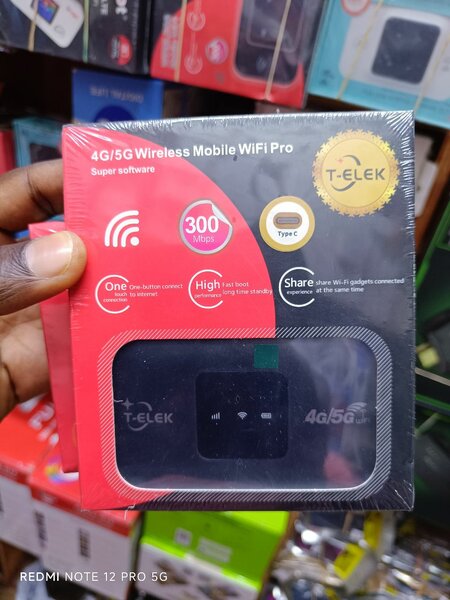 4G/5G Wireless Mobile WiFi Pro
Super software
T-ELEK
300
Mbps
Type C
One
touch
connection
One-button connect
to internet!
High
performance
Fast boot
long time standby
Share
experience
share Wi-Fi gadgets connected
at the same time
T-ELEK
4G/5G WiFi
REDMI NOTE 12 PRO 5G